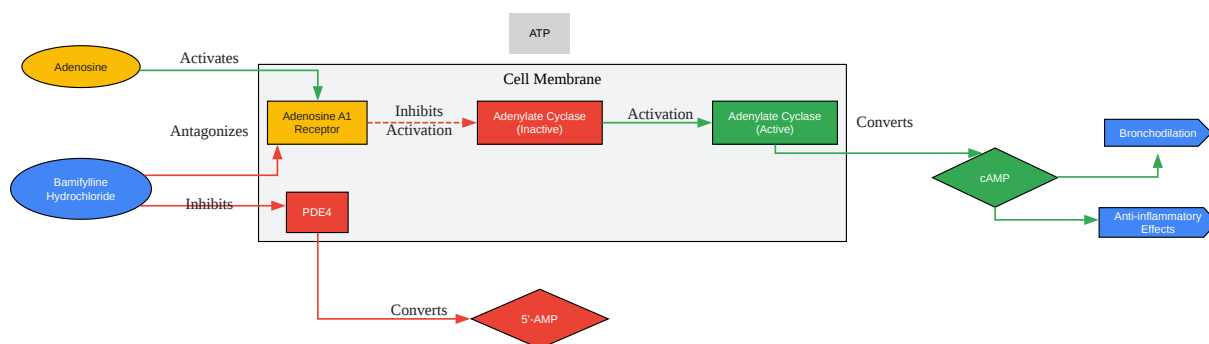 ATP
Adenosine
Activates
Cell Membrane
Adenosine A1
Receptor
Inhibits
Activation
Adenylate Cyclase
(Inactive)
Activation
Adenylate Cyclase
(Active)
Converts
Bronchodilation
Antagonizes
Bamifylline
Hydrochloride
Inhibits
PDE4
cAMP
Anti-inflammatory
Effects
Converts
5'-AMP